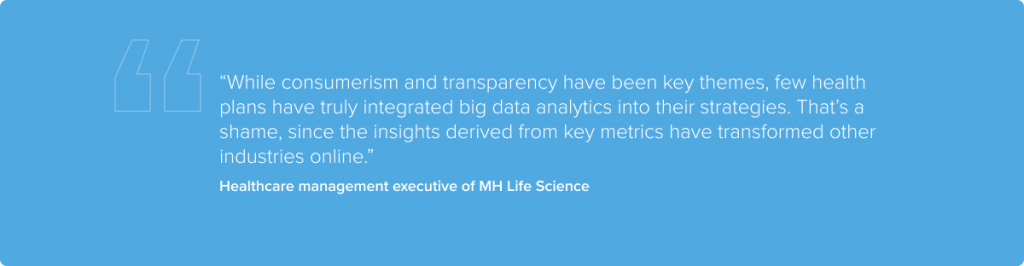 “While consumerism and transparency have been key themes, few health
plans have truly integrated big data analytics into their strategies. That’s a
shame, since the insights derived from key metrics have transformed other
industries online.”
Healthcare management executive of MH Life Science